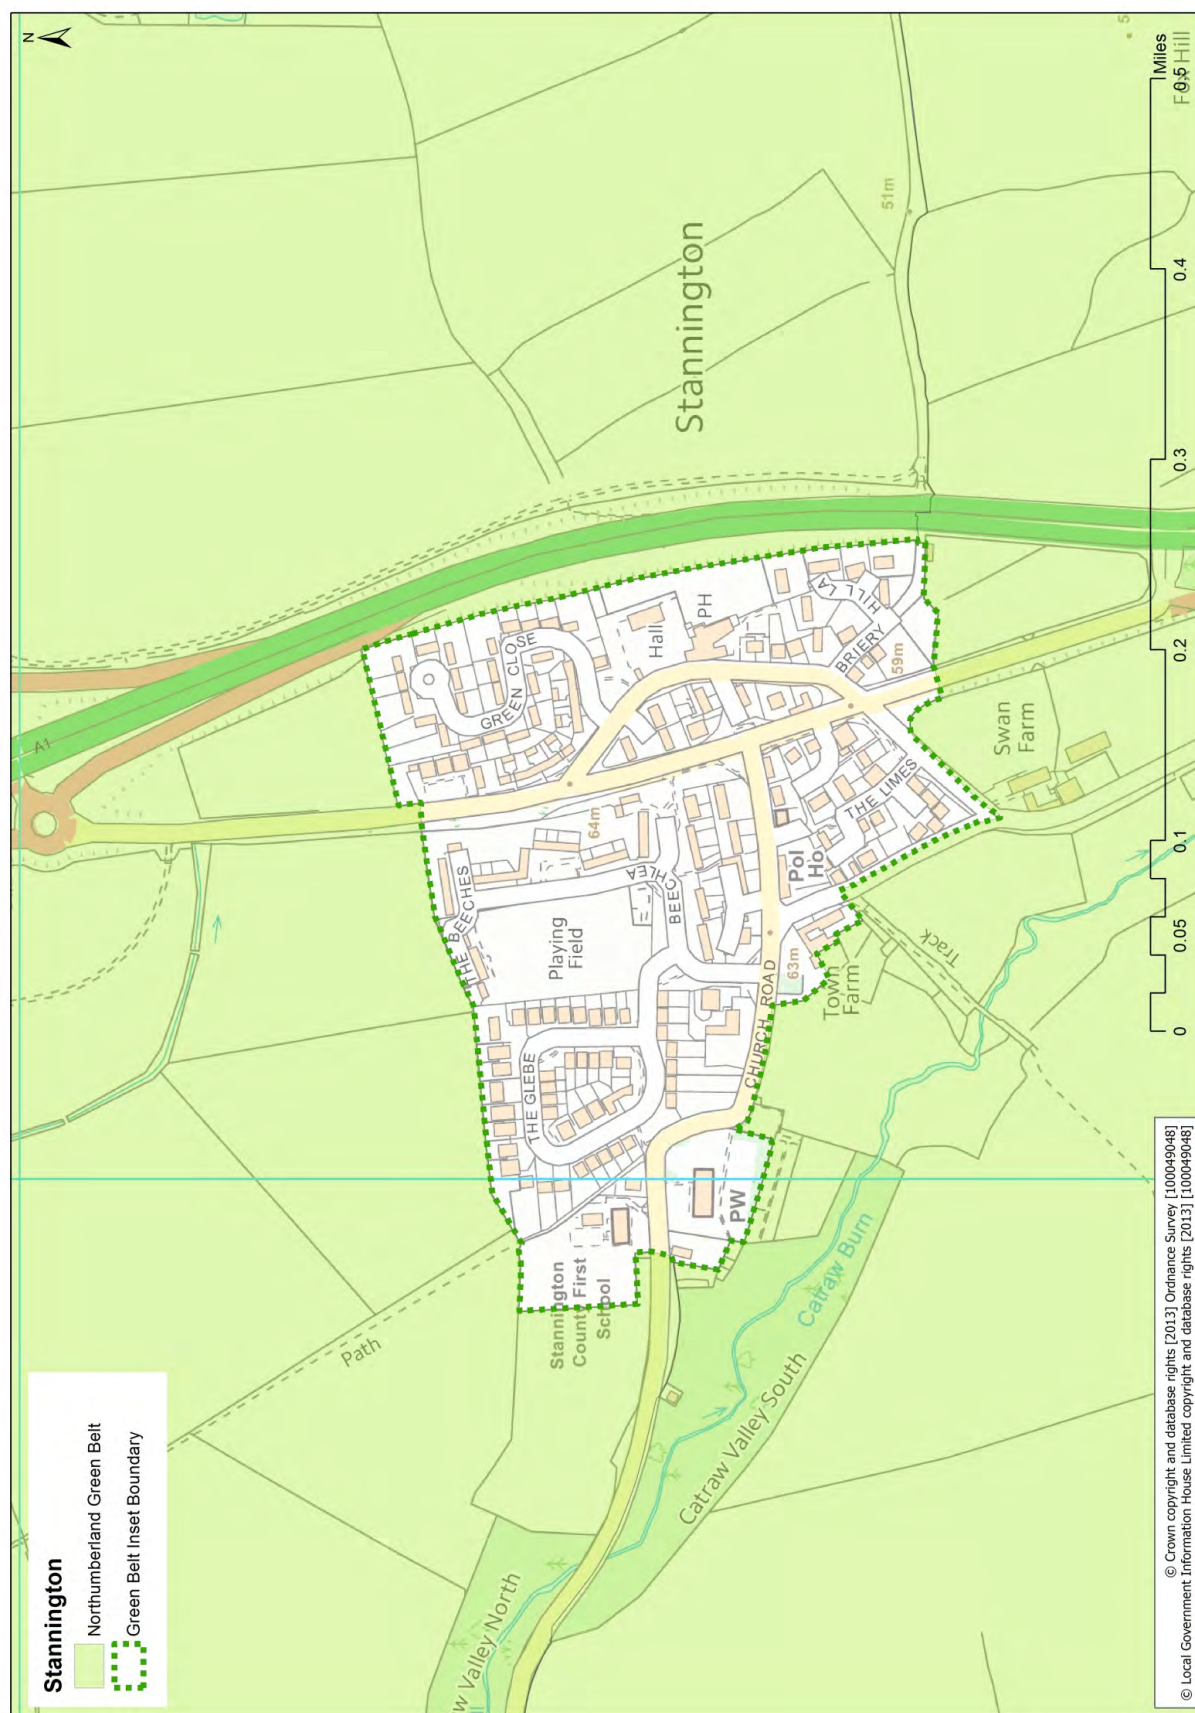 Stannington
Northumberland Green Belt
Green Belt Inset Boundary
N
A1
Path
Stannington
County First
School
THE GLEBE
Playing
Field
THE BEECHES
BEECHLEA
64m
GREEN CLOSE
Hall
PH
Stannington
51m
BRIERY HILL LA
59m
THE LIMES
Swan
Farm
Pol
Ho
CHURCH ROAD
63m
Town
Farm
Track
PW
Catraw Burn
Catraw Valley South
w Valley North
Fox Hill
0
0.05
0.1
0.2
0.3
0.4
0.5
Miles
© Crown copyright and database rights [2013] Ordnance Survey [100049048]
© Local Government Information House Limited copyright and database rights [2013] [100049048]